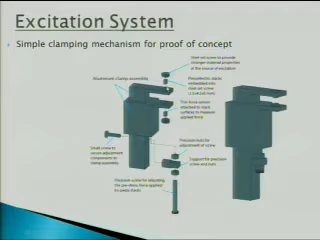 Excitation System
Simple clamping mechanism for proof of concept
Steel set screw to provide
stronger material properties
at the source of excitation
Aluminum clamp assembly
Piezoelectric stacks
embedded into
steel set screw
Thin force sensor
attached to stack
surfaces to measure
applied force
Small screw to
secure adjustment
components to
clamp assembly
Precision nuts for
adjustment of screw
Support for precision
screw and nuts
Precision screw for adjusting
the pre-stress force applied
to piezo stacks